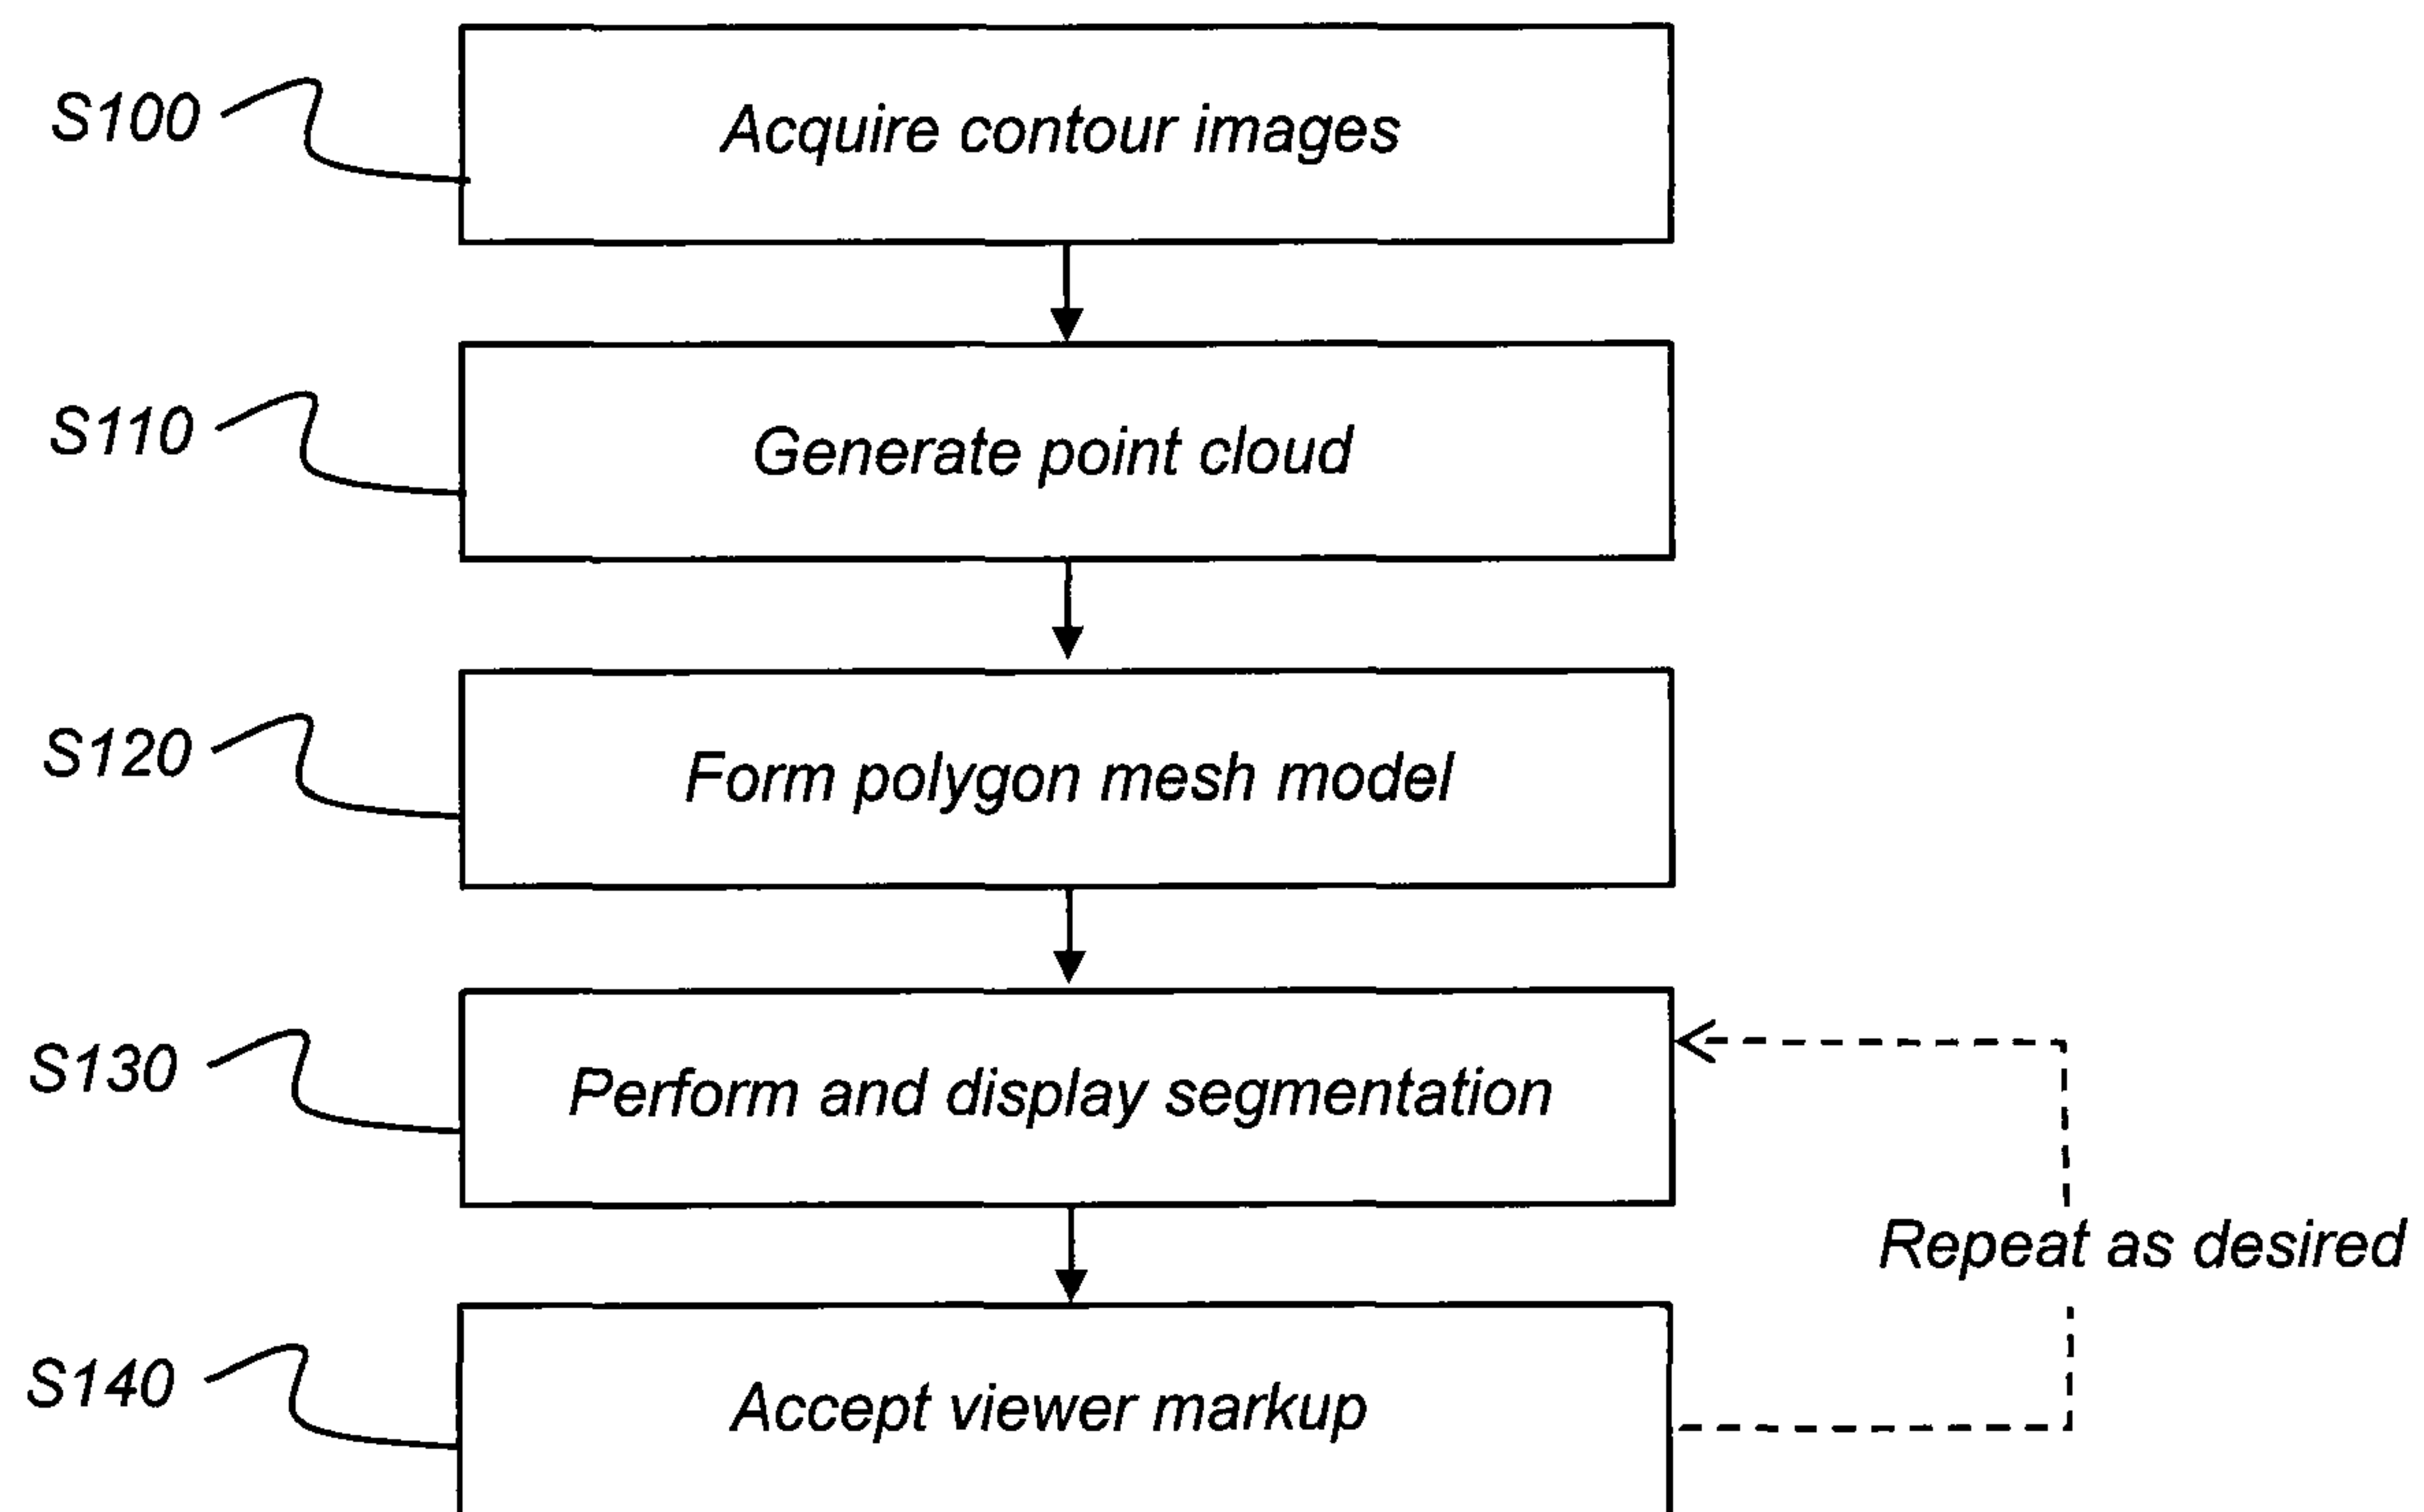 S100
Acquire contour images
S110
Generate point cloud
S120
Form polygon mesh model
S130
Perform and display segmentation
Repeat as desired
S140
Accept viewer markup